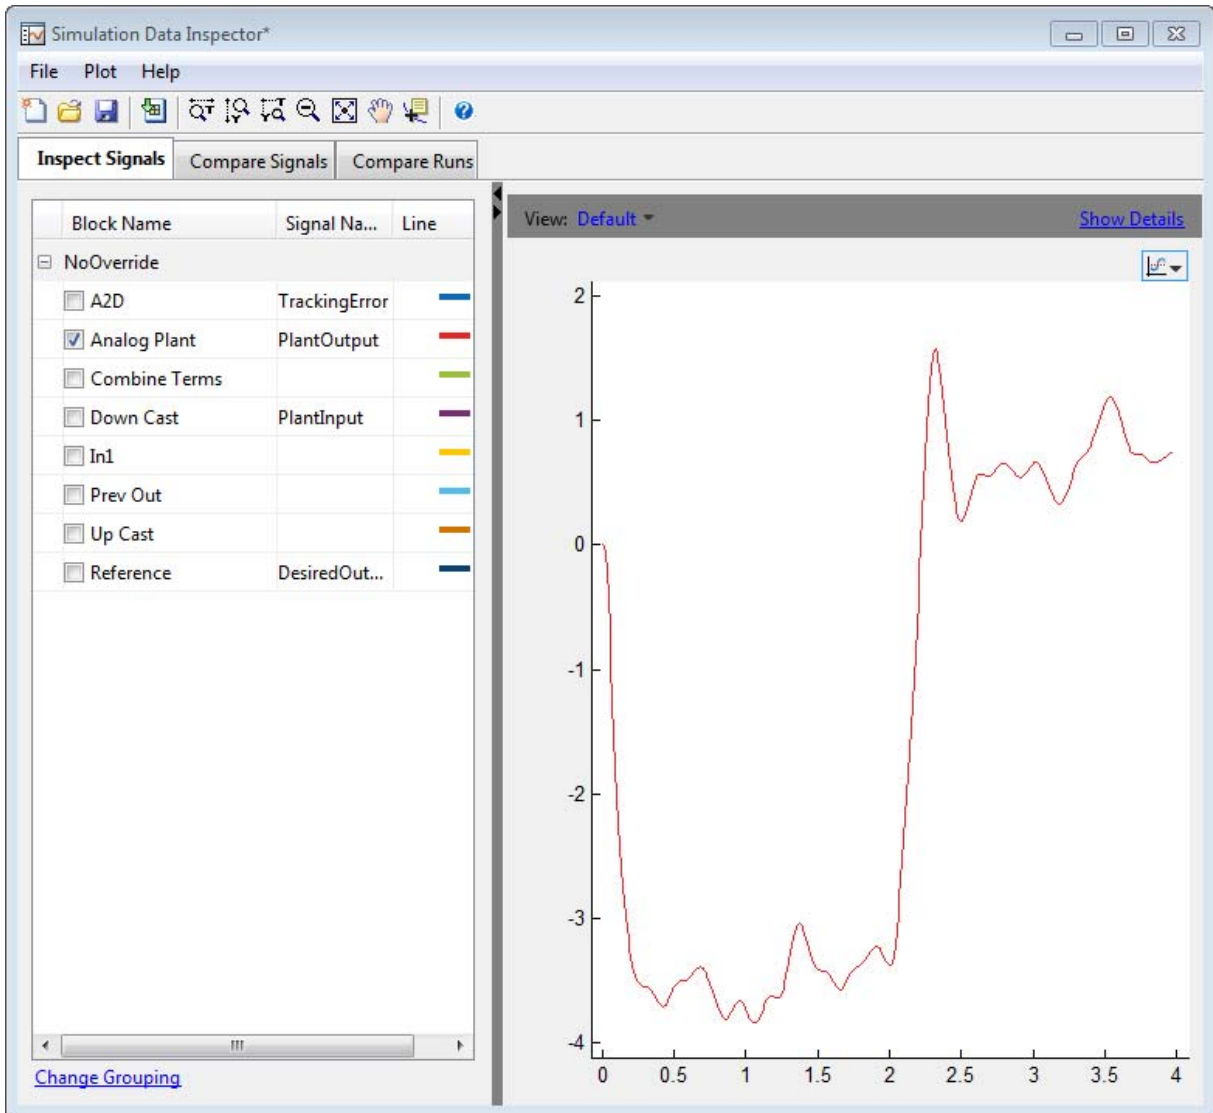 Simulation Data Inspector*
File Plot Help
Inspect Signals Compare Signals Compare Runs
Block Name Signal Na... Line
NoOverride
A2D TrackingError
Analog Plant PlantOutput
Combine Terms
Down Cast PlantInput
In1
Prev Out
Up Cast
Reference DesiredOut...
Change Grouping
View: Default Show Details
2
1
0
-1
-2
-3
-4
0 0.5 1 1.5 2 2.5 3 3.5 4